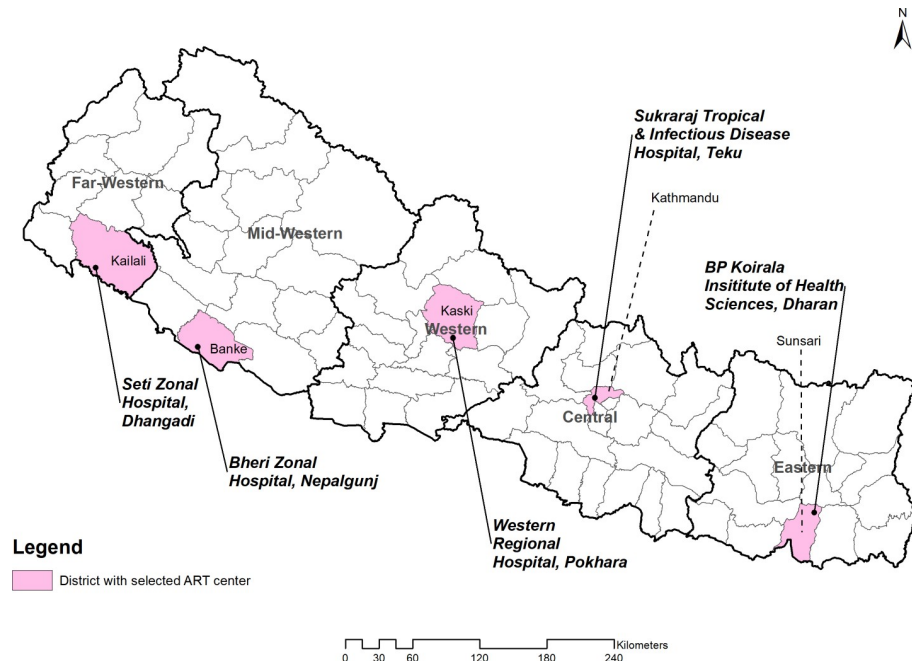 N
Sukraraj Tropical
& Infectious Disease
Hospital, Teku
Kathmandu
Far-Western
Mid-Western
Kailali
BP Koirala
Insititute of Health
Sciences, Dharan
Kaski
Western
Sunsari
Banke
Seti Zonal
Hospital,
Dhangadi
Central
Bheri Zonal
Hospital, Nepalgunj
Eastern
Western
Regional
Hospital, Pokhara
Legend
District with selected ART center
Kilometers
0 30 60 120 180 240